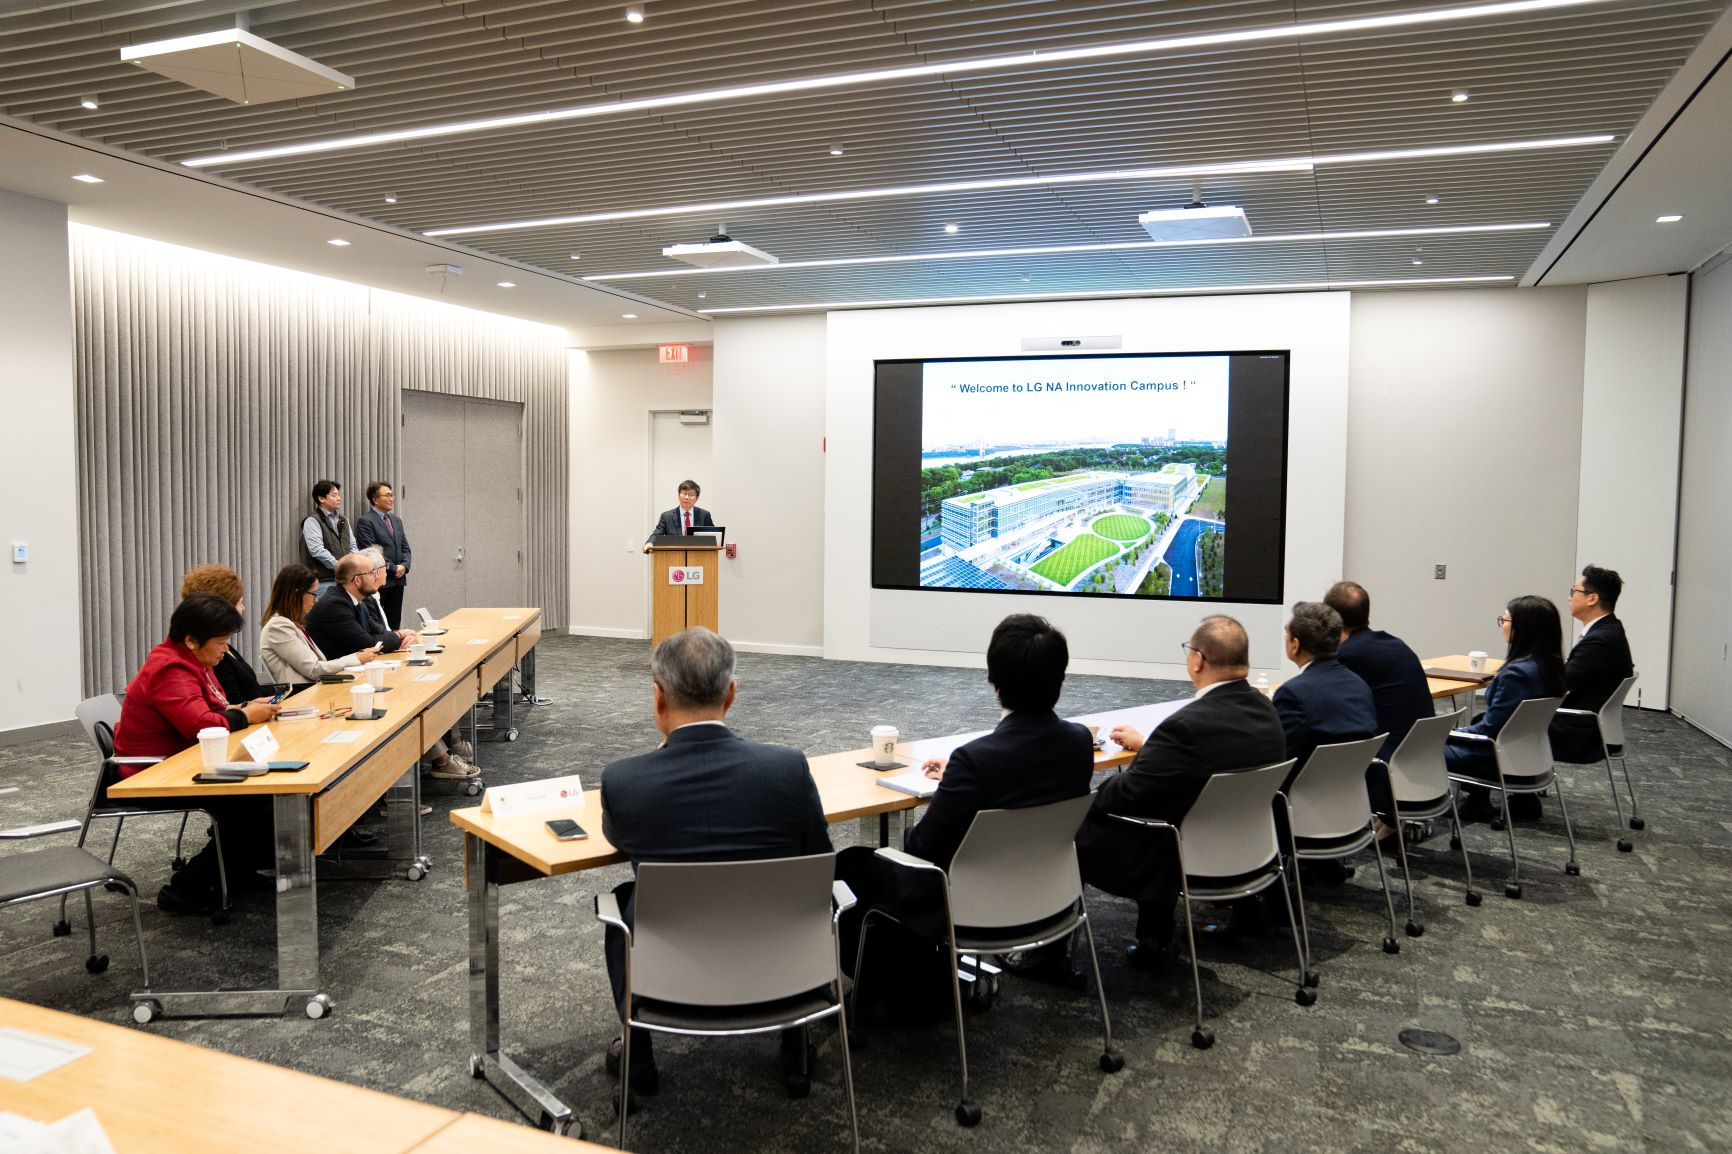 EXIT
“ Welcome to LG NA Innovation Campus ! “
LG
LG